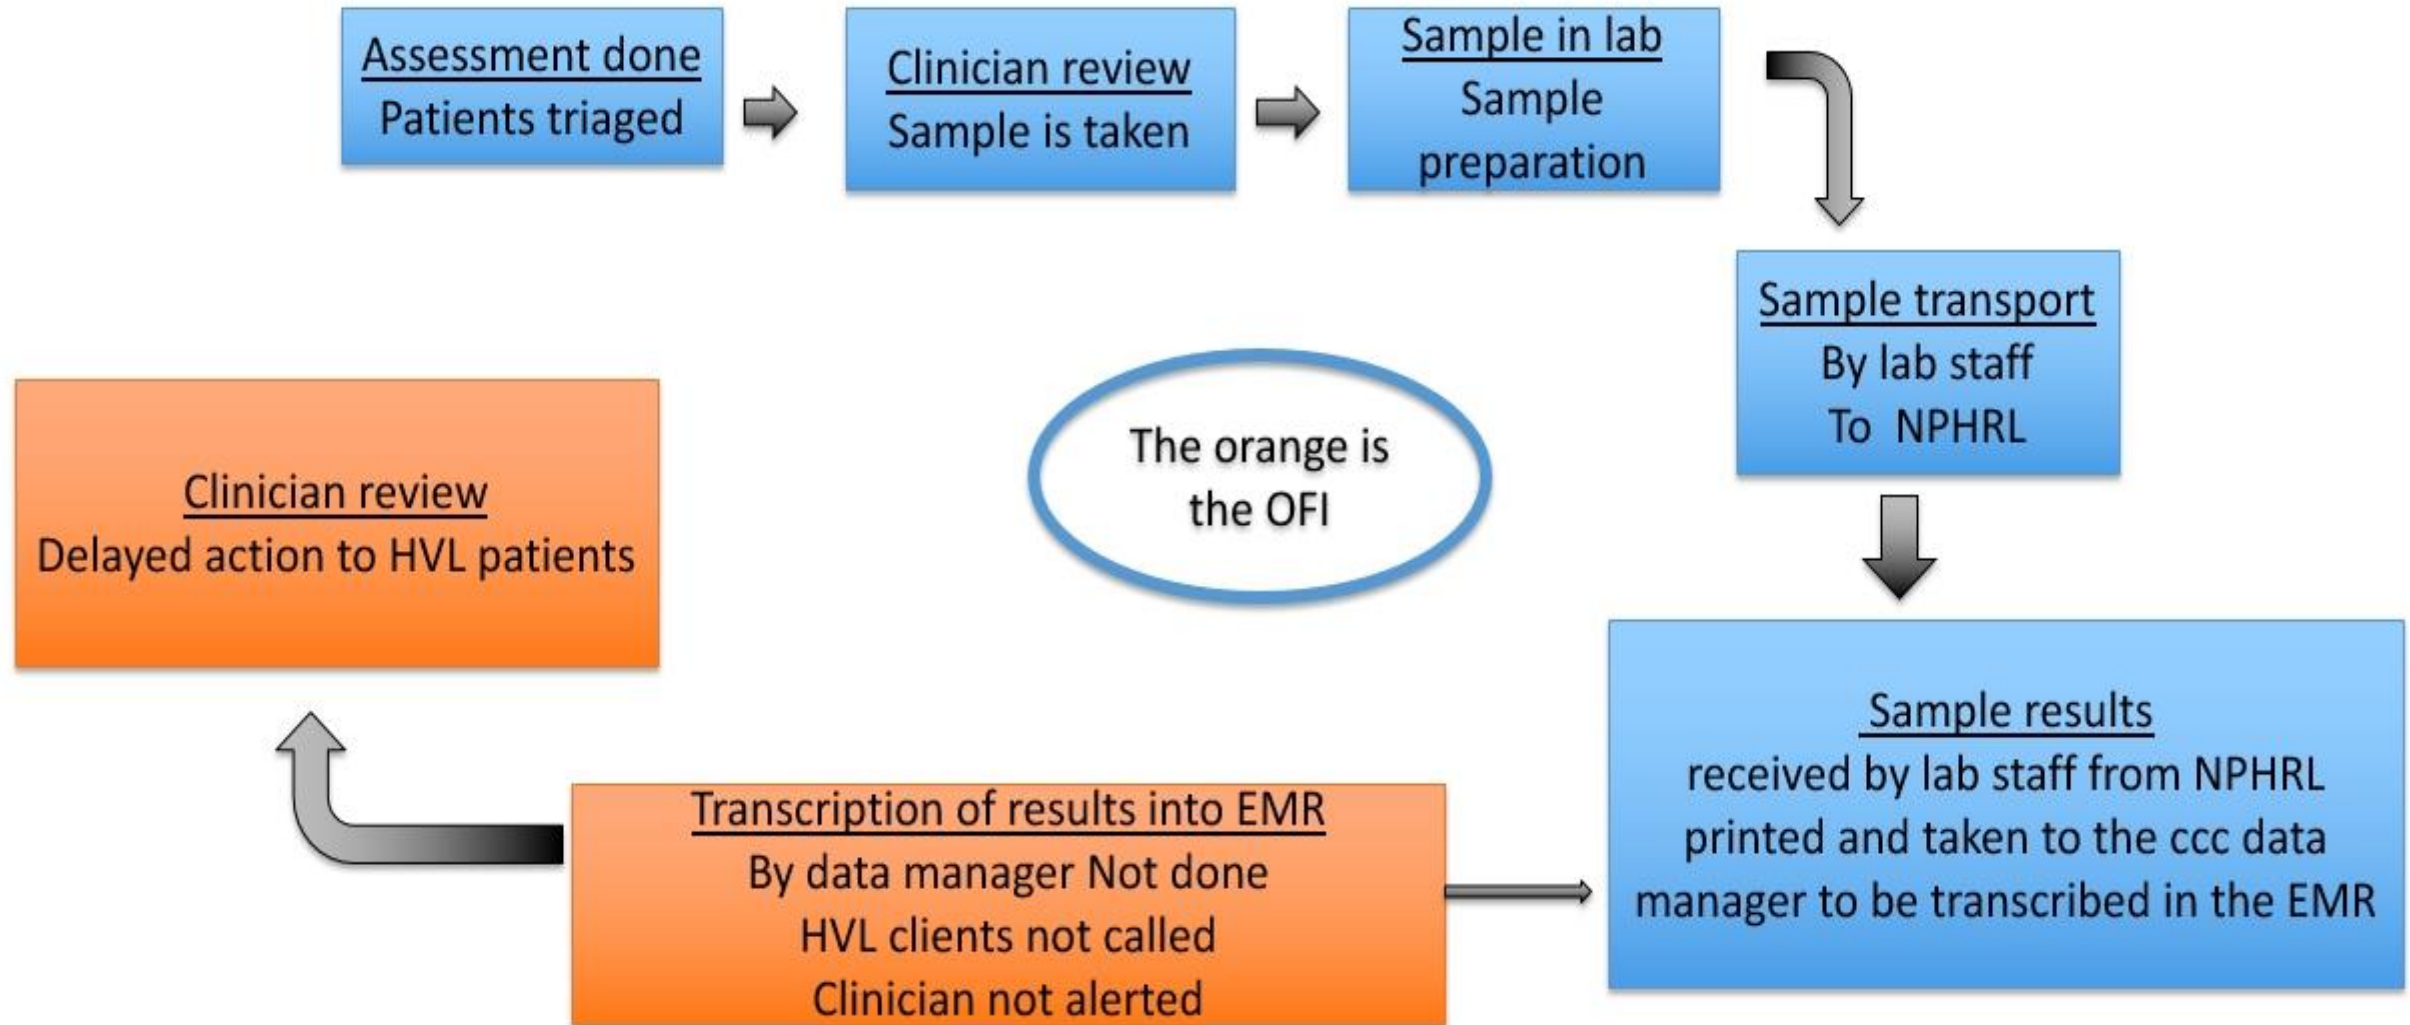 Assessment done
Patients triaged
Clinician review
Sample is taken
Sample in lab
Sample
preparation
Sample transport
By lab staff
To NPHRL
Sample results
received by lab staff from NPHRL
printed and taken to the ccc data
manager to be transcribed in the EMR
Transcription of results into EMR
By data manager Not done
HVL clients not called
Clinician not alerted
Clinician review
Delayed action to HVL patients
The orange is
the OFI